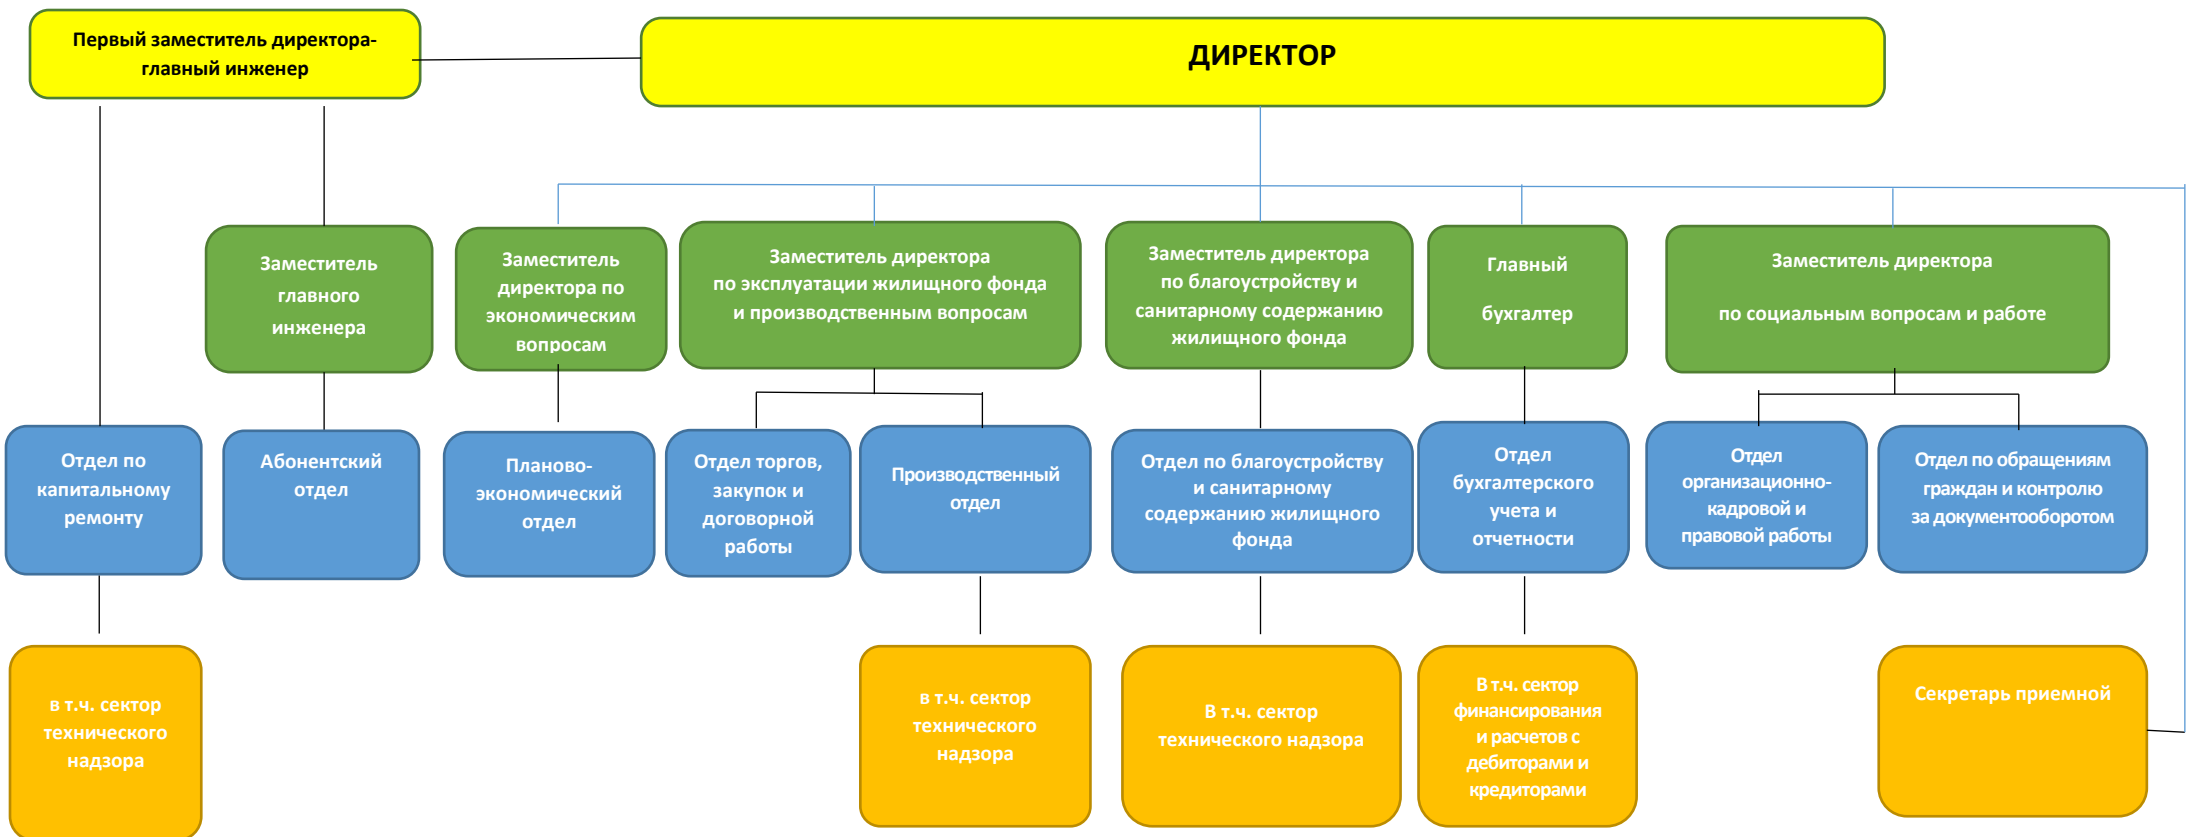 Первый заместитель директора-
главный инженер
ДИРЕКТОР
Заместитель
главного
инженера
Заместитель
директора по
экономическим
вопросам
Заместитель директора
по эксплуатации жилищного фонда
и производственным вопросам
Заместитель директора
по благоустройству и
санитарному содержанию
жилищного фонда
Главный
бухгалтер
Заместитель директора
по социальным вопросам и работе
Отдел по
капитальному
ремонту
Абонентский
отдел
Планово-
экономический
отдел
Отдел торгов,
закупок и
договорной
работы
Производственный
отдел
Отдел по благоустройству
и санитарному
содержанию жилищного
фонда
Отдел
бухгалтерского
учета и
отчетности
Отдел
организационно-
кадровой и
правовой работы
Отдел по обращениям
граждан и контролю
за документооборотом
в т.ч. сектор
технического
надзора
в т.ч. сектор
технического
надзора
В т.ч. сектор
технического надзора
В т.ч. сектор
финансирования
и расчетов с
дебиторами и
кредиторами
Секретарь приемной